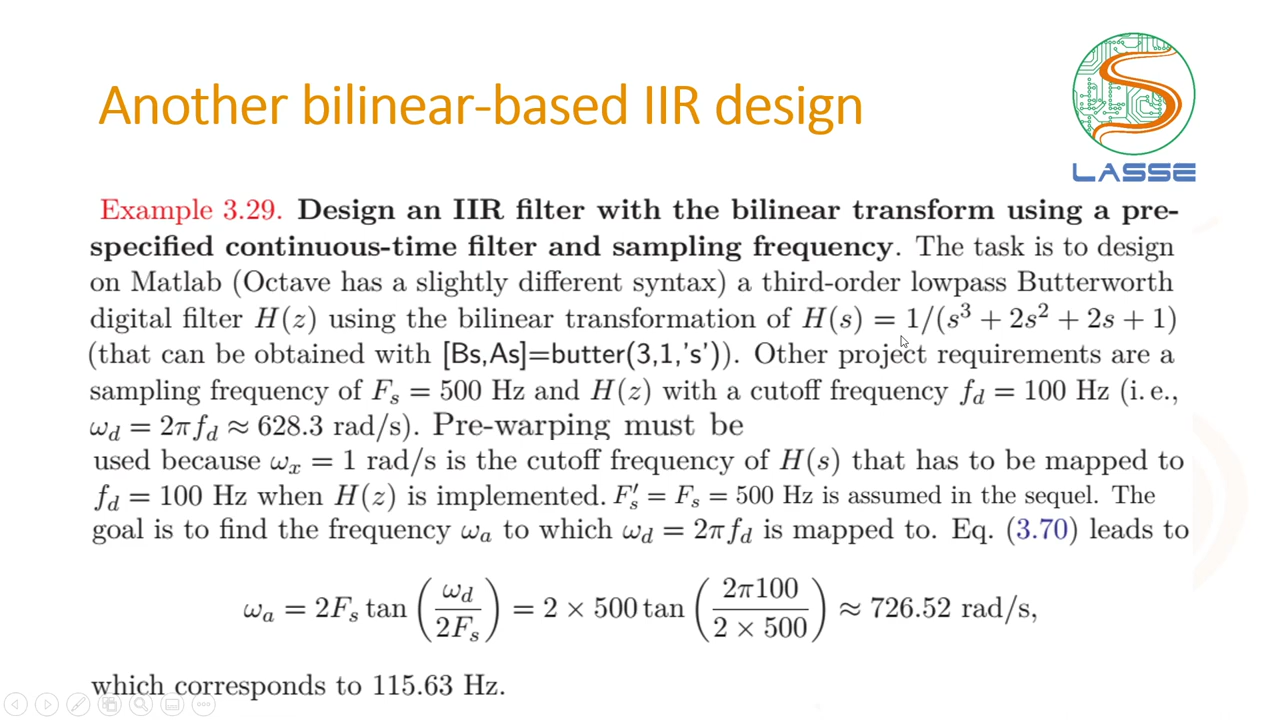 Another bilinear-based IIR design
LASSE
Example 3.29. Design an IIR filter with the bilinear transform using a pre-
specified continuous-time filter and sampling frequency. The task is to design
on Matlab (Octave has a slightly different syntax) a third-order lowpass Butterworth
digital filter H(z) using the bilinear transformation of H(s) = 1/(s³ + 2s² + 2s + 1)
(that can be obtained with [Bs,As]=butter(3,1,'s')). Other project requirements are a
sampling frequency of Fₛ = 500 Hz and H(z) with a cutoff frequency f_d = 100 Hz (i.e.,
ω_d = 2πf_d ≈ 628.3 rad/s). Pre-warping must be
used because ωₓ = 1 rad/s is the cutoff frequency of H(s) that has to be mapped to
f_d = 100 Hz when H(z) is implemented. F′ₛ = Fₛ = 500 Hz is assumed in the sequel. The
goal is to find the frequency ωₐ to which ω_d = 2πf_d is mapped to. Eq. (3.70) leads to
ωₐ = 2Fₛ tan (ω_d / 2Fₛ) = 2 × 500 tan (2π100 / 2 × 500) ≈ 726.52 rad/s,
which corresponds to 115.63 Hz.